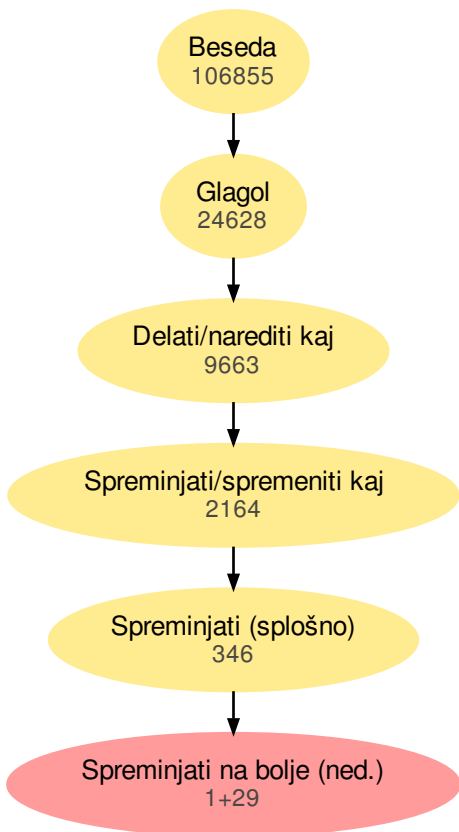 Beseda
106855
Glagol
24628
Delati/narediti kaj
9663
Spreminjati/spremeniti kaj
2164
Spreminjati (splošno)
346
Spreminjati na bolje (ned.)
1+29